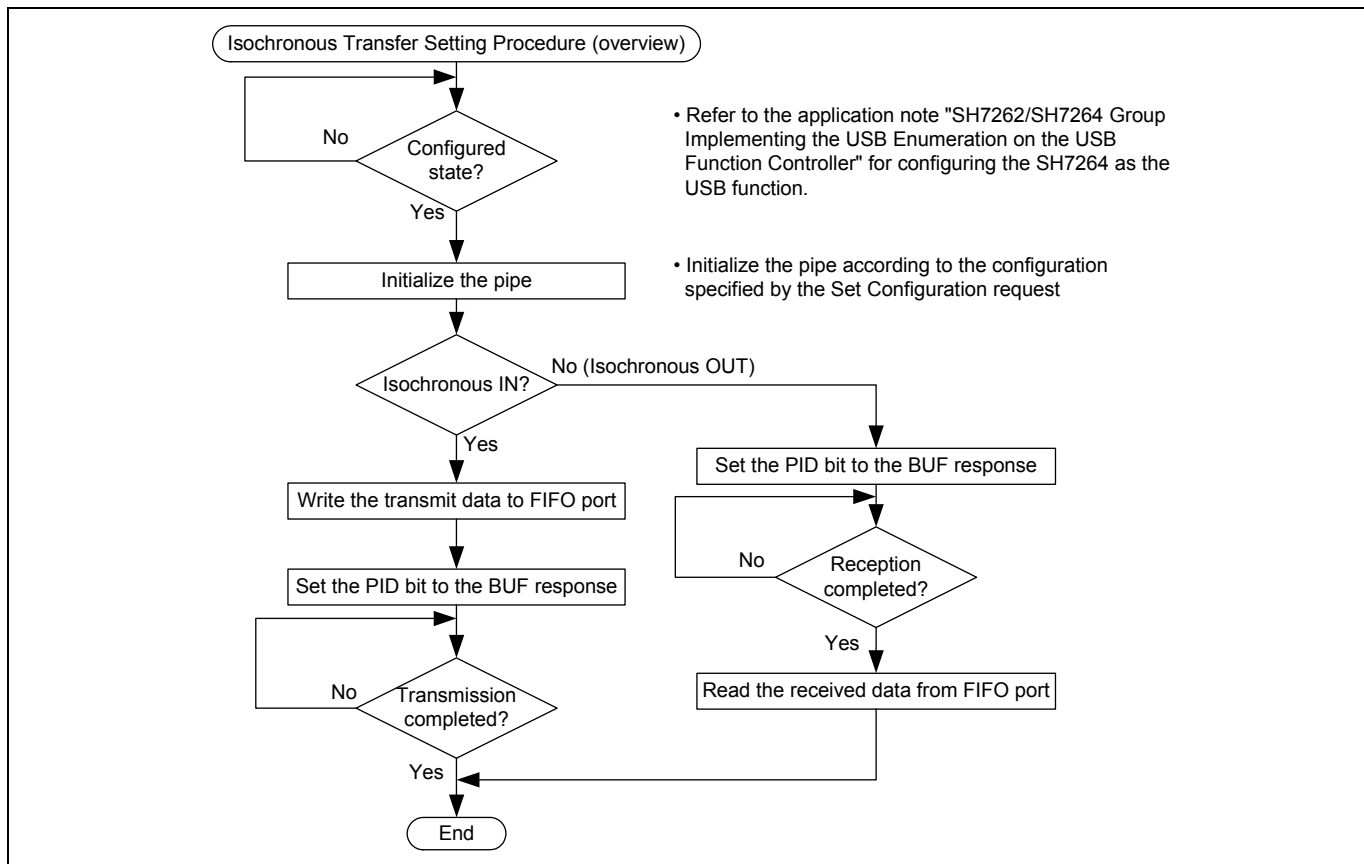 Isochronous Transfer Setting Procedure (overview)
No
Configured
state?
Yes
• Refer to the application note "SH7262/SH7264 Group
Implementing the USB Enumeration on the USB
Function Controller" for configuring the SH7264 as the
USB function.
Initialize the pipe
• Initialize the pipe according to the configuration
specified by the Set Configuration request
Isochronous IN?
No (Isochronous OUT)
Yes
Write the transmit data to FIFO port
Set the PID bit to the BUF response
No
Transmission
completed?
Yes
Set the PID bit to the BUF response
No
Reception
completed?
Yes
Read the received data from FIFO port
End